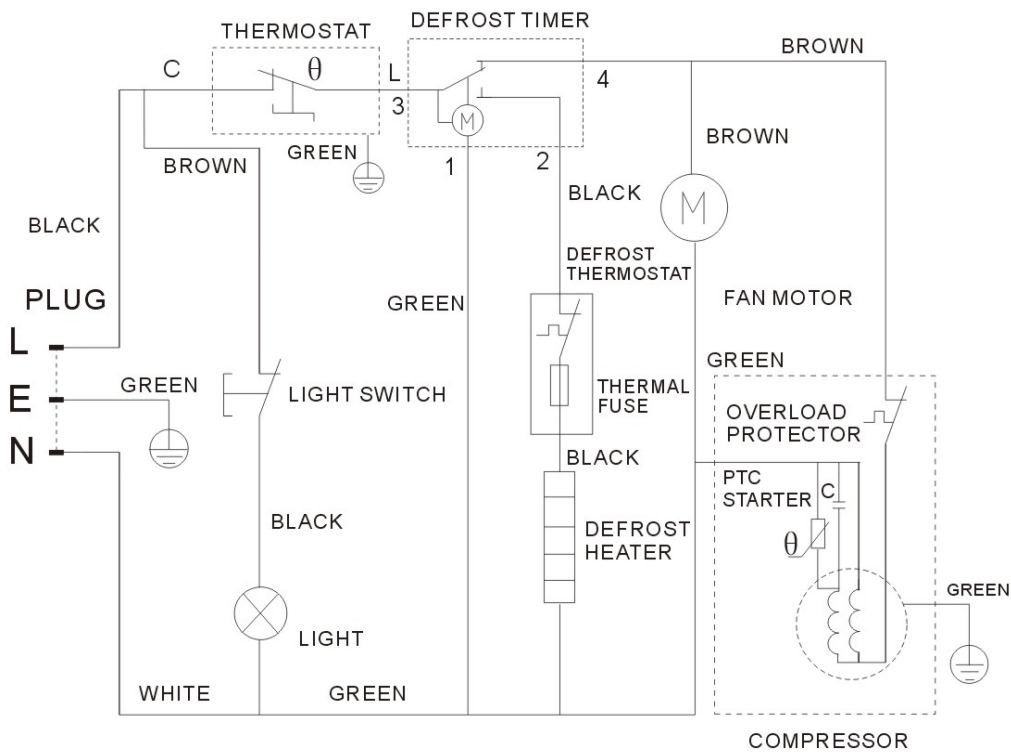 DEFROST TIMER
THERMOSTAT
BROWN
C
θ
L
3
4
M
GREEN
BROWN
1
2
BROWN
BLACK
M
BLACK
DEFROST
THERMOSTAT
PLUG
GREEN
FAN MOTOR
L
GREEN
GREEN
E
LIGHT SWITCH
THERMAL
FUSE
OVERLOAD
PROTECTOR
N
BLACK
PTC
STARTER
C
BLACK
DEFROST
HEATER
θ
GREEN
LIGHT
WHITE
GREEN
COMPRESSOR